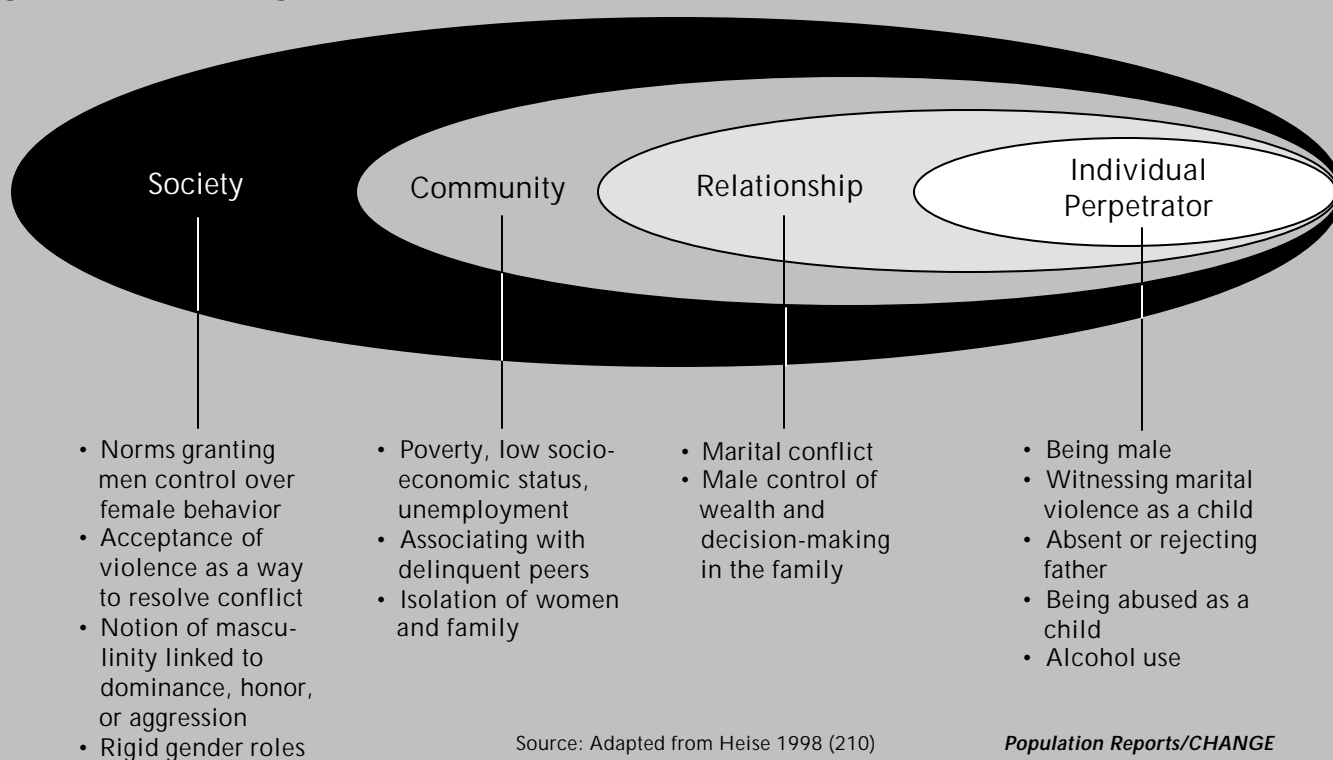 Society
Community
Relationship
Individual
Perpetrator
• Norms granting
men control over
female behavior
• Acceptance of
violence as a way
to resolve conflict
• Notion of mascu-
linity linked to
dominance, honor,
or aggression
• Rigid gender roles
• Poverty, low socio-
economic status,
unemployment
• Associating with
delinquent peers
• Isolation of women
and family
• Marital conflict
• Male control of
wealth and
decision-making
in the family
• Being male
• Witnessing marital
violence as a child
• Absent or rejecting
father
• Being abused as a
child
• Alcohol use
Source: Adapted from Heise 1998 (210)
Population Reports/CHANGE